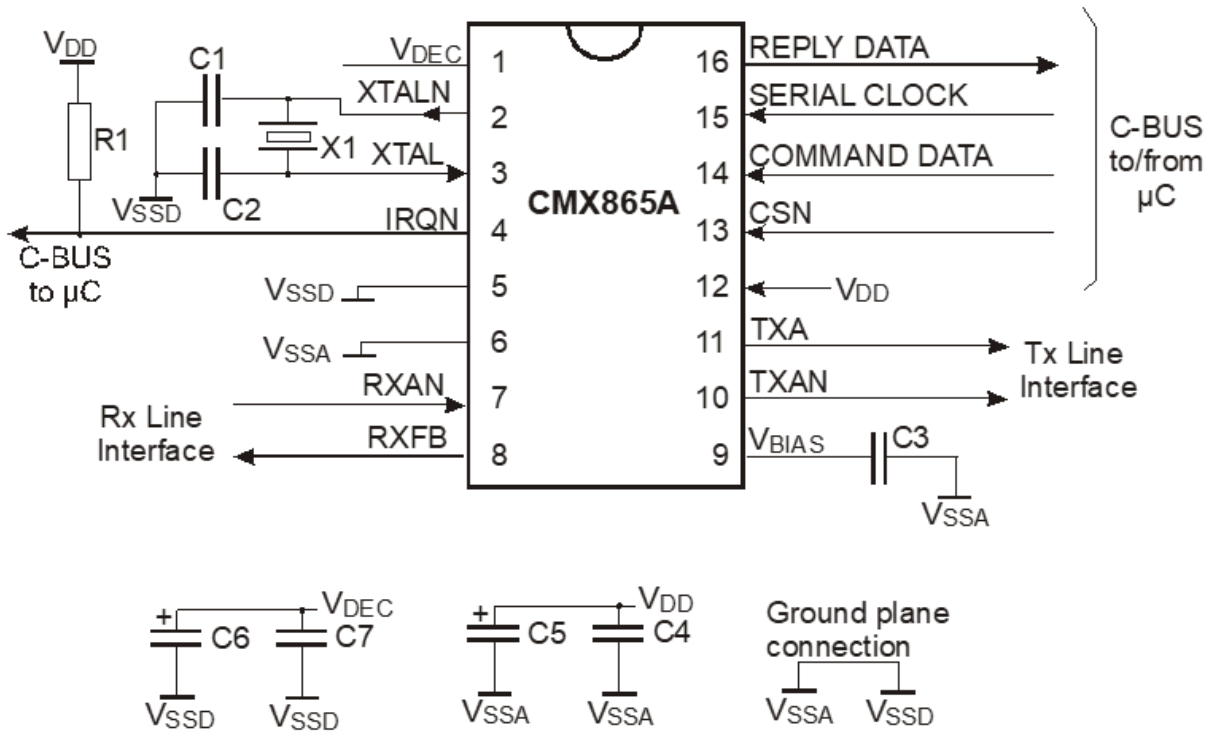 VDD
R1
C1
C2
X1
VSSD
C-BUS
to µC
VDEC
XTALN
XTAL
IRQN
VSSD
VSSA
RXAN
RXFB
Rx Line
Interface
1
2
3
4
5
6
7
8
CMX865A
16
15
14
13
12
11
10
9
REPLY DATA
SERIAL CLOCK
COMMAND DATA
CSN
VDD
TXA
TXAN
VBIAS
C3
VSSA
C-BUS
to/from
µC
Tx Line
Interface
+
VDEC
C6
C7
VSSD
VSSD
+
VDD
C5
C4
VSSA
VSSA
Ground plane
connection
VSSA
VSSD